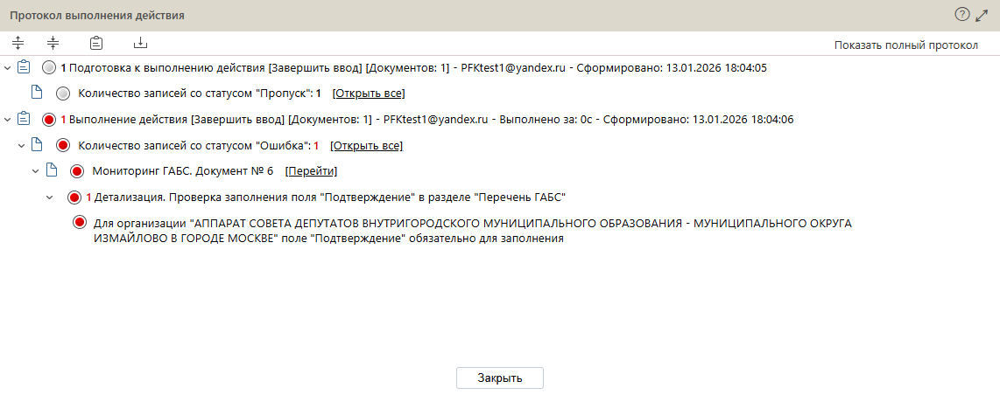 Протокол выполнения действия
Показать полный протокол
1 Подготовка к выполнению действия [Завершить ввод] [Документов: 1] - PFKtest1@yandex.ru - Сформировано: 13.01.2026 18:04:05
Количество записей со статусом "Пропуск": 1 [Открыть все]
1 Выполнение действия [Завершить ввод] [Документов: 1] - PFKtest1@yandex.ru - Выполнено за: 0с - Сформировано: 13.01.2026 18:04:06
Количество записей со статусом "Ошибка": 1 [Открыть все]
Мониторинг ГАБС. Документ № 6 [Перейти]
1 Детализация. Проверка заполнения поля "Подтверждение" в разделе "Перечень ГАБС"
Для организации "АППАРАТ СОВЕТА ДЕПУТАТОВ ВНУТРИГОРОДСКОГО МУНИЦИПАЛЬНОГО ОБРАЗОВАНИЯ - МУНИЦИПАЛЬНОГО ОКРУГА
ИЗМАЙЛОВО В ГОРОДЕ МОСКВЕ" поле "Подтверждение" обязательно для заполнения
Закрыть